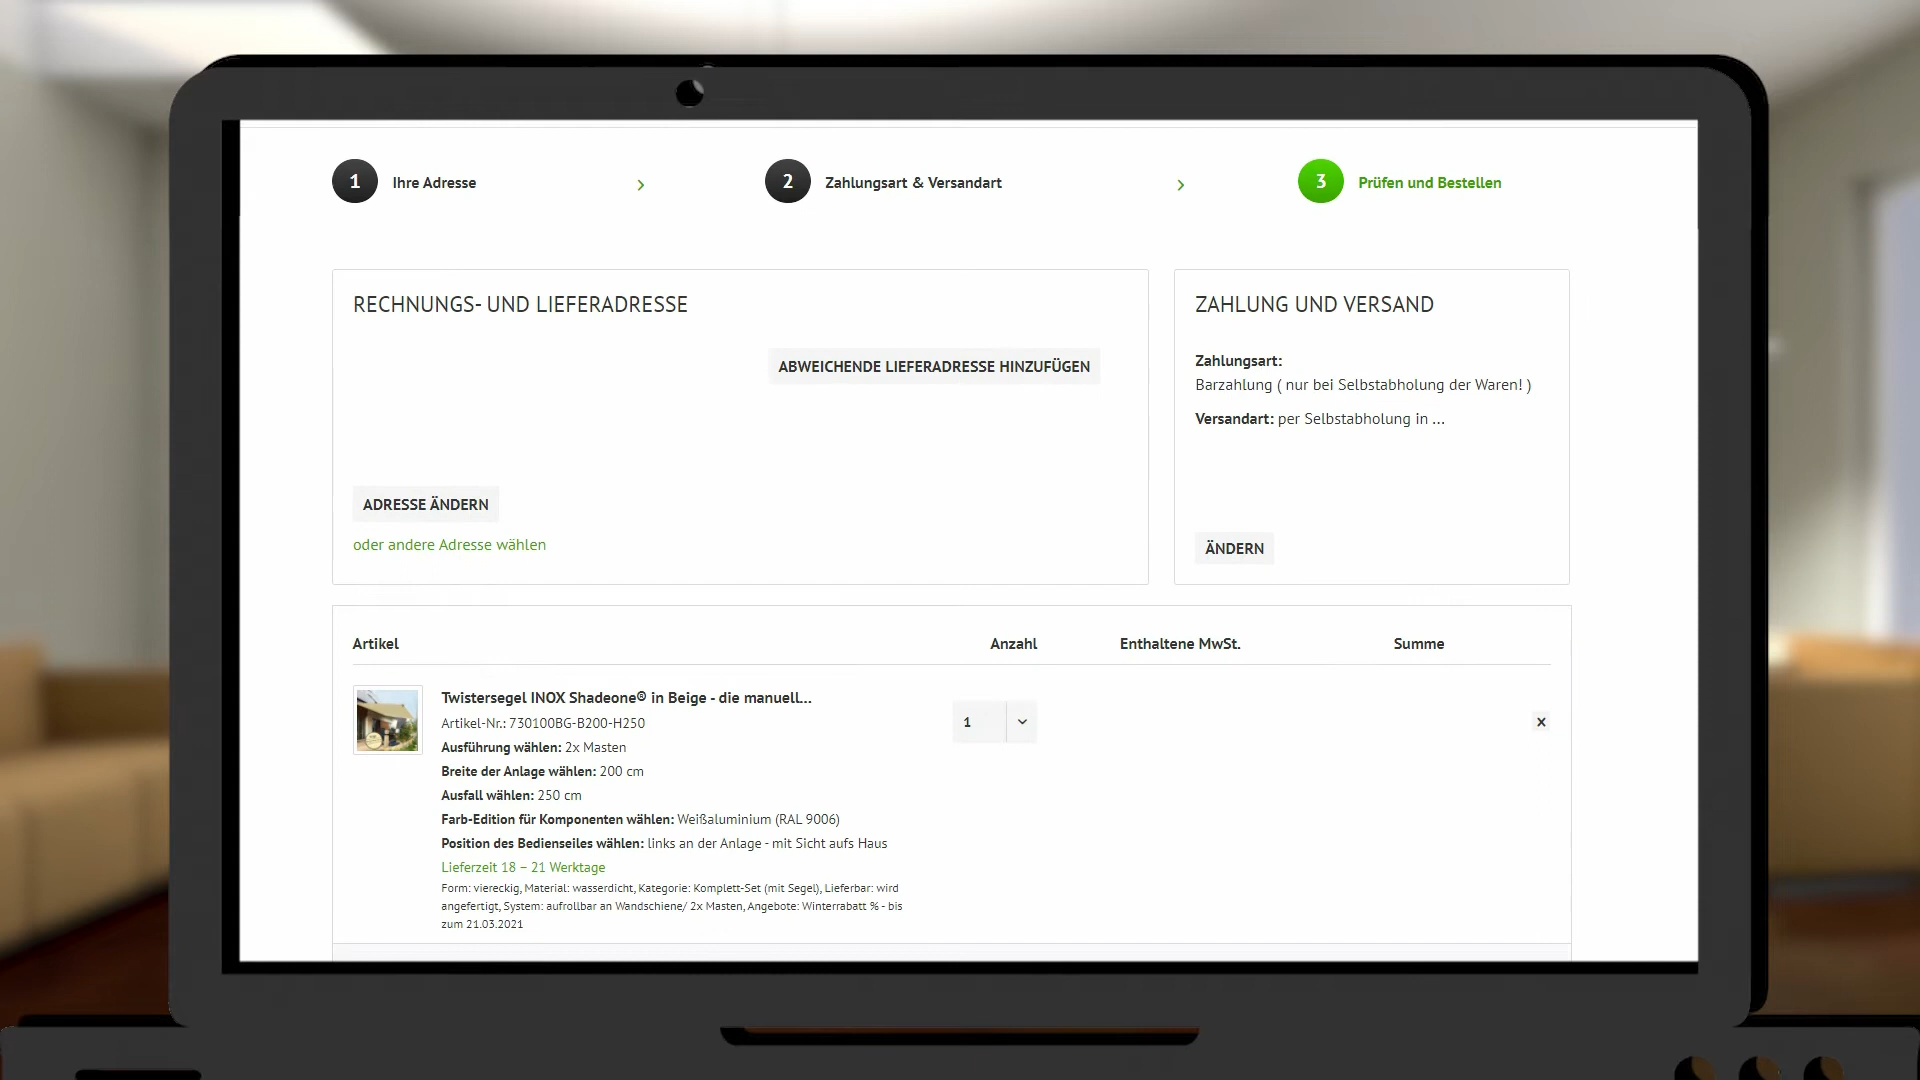 1 Ihre Adresse
2 Zahlungsart & Versandart
3 Prüfen und Bestellen
RECHNUNGS- UND LIEFERADRESSE
ABWEICHENDE LIEFERADRESSE HINZUFÜGEN
ADRESSE ÄNDERN
oder andere Adresse wählen
ZAHLUNG UND VERSAND
Zahlungsart:
Barzahlung ( nur bei Selbstabholung der Waren! )
Versandart: per Selbstabholung in ...
ÄNDERN
Artikel Anzahl Enthaltene MwSt. Summe
Twistersegel INOX Shadeone® in Beige - die manuell...
Artikel-Nr.: 730100BG-B200-H250
Ausführung wählen: 2x Masten
Breite der Anlage wählen: 200 cm
Ausfall wählen: 250 cm
Farb-Edition für Komponenten wählen: Weißaluminium (RAL 9006)
Position des Bedienseiles wählen: links an der Anlage - mit Sicht aufs Haus
Lieferzeit 18 – 21 Werktage
Form: viereckig, Material: wasserdicht, Kategorie: Komplett-Set (mit Segel), Lieferbar: wird
angefertigt, System: aufrollbar an Wandschiene/ 2x Masten, Angebote: Winterrabatt % - bis
zum 21.03.2021
1